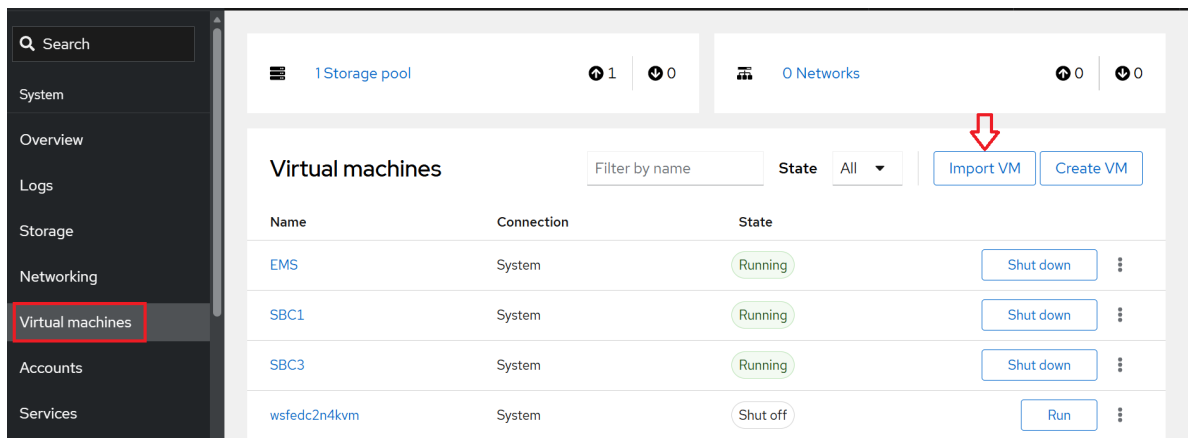 Search
System
Overview
Logs
Storage
Networking
Virtual machines
Accounts
Services
1 Storage pool 1 0
0 Networks 0 0
Virtual machines Filter by name State All Import VM Create VM
Name Connection State
EMS System Running Shut down
SBC1 System Running Shut down
SBC3 System Running Shut down
wsfedc2n4kvm System Shut off Run